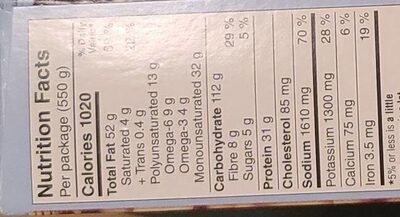 Nutrition Facts
Per package (550 g)
Calories 1020 % Daily Value*
Total Fat 52 g
Saturated 4 g
+ Trans 0.4 g
Polyunsaturated 13 g
Omega-6 9 g
Omega-3 4 g
Monounsaturated 32 g
Carbohydrate 112 g
Fibre 8 g 29 %
Sugars 5 g 5 %
Protein 31 g
Cholesterol 85 mg
Sodium 1610 mg 70 %
Potassium 1300 mg 28 %
Calcium 75 mg 6 %
Iron 3.5 mg 19 %
*5% or less is a little